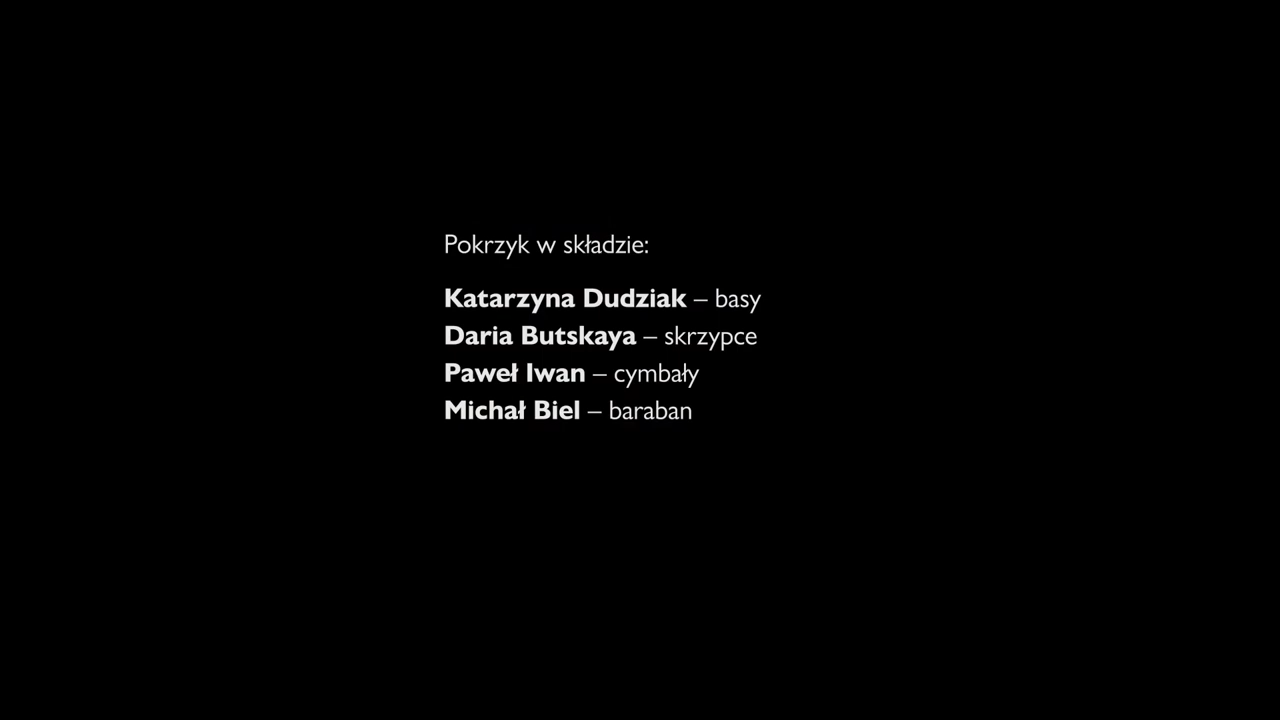 Pokrzyk w składzie:
Katarzyna Dudziak – basy
Daria Butskaya – skrzypce
Paweł Iwan – cymbały
Michał Biel – baraban